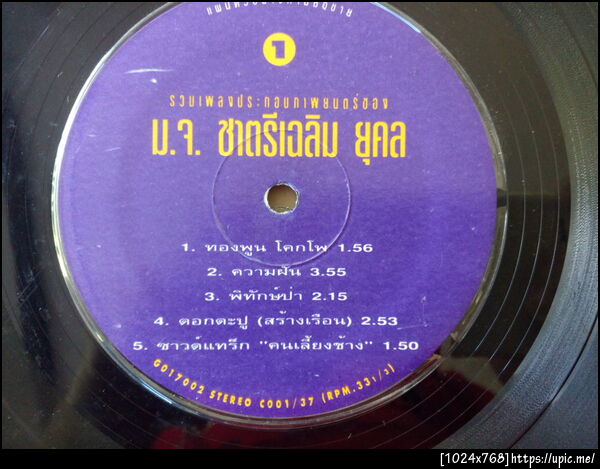 1
รวมเพลงประกอบภาพยนตร์ของ
ม.จ. ชาตรีเฉลิม ยุคล
1. ทองพูน โคกโพ 1.56
2. ความฝัน 3.55
3. พิทักษ์ป่า 2.15
4. ตอกตะปู (สร้างเรือน) 2.53
5. ซาวด์แทร็ก "คนเลี้ยงช้าง" 1.50
G017002 STEREO C001/37 (RPM.33 1/3)
[1024x768]https://upic.me/